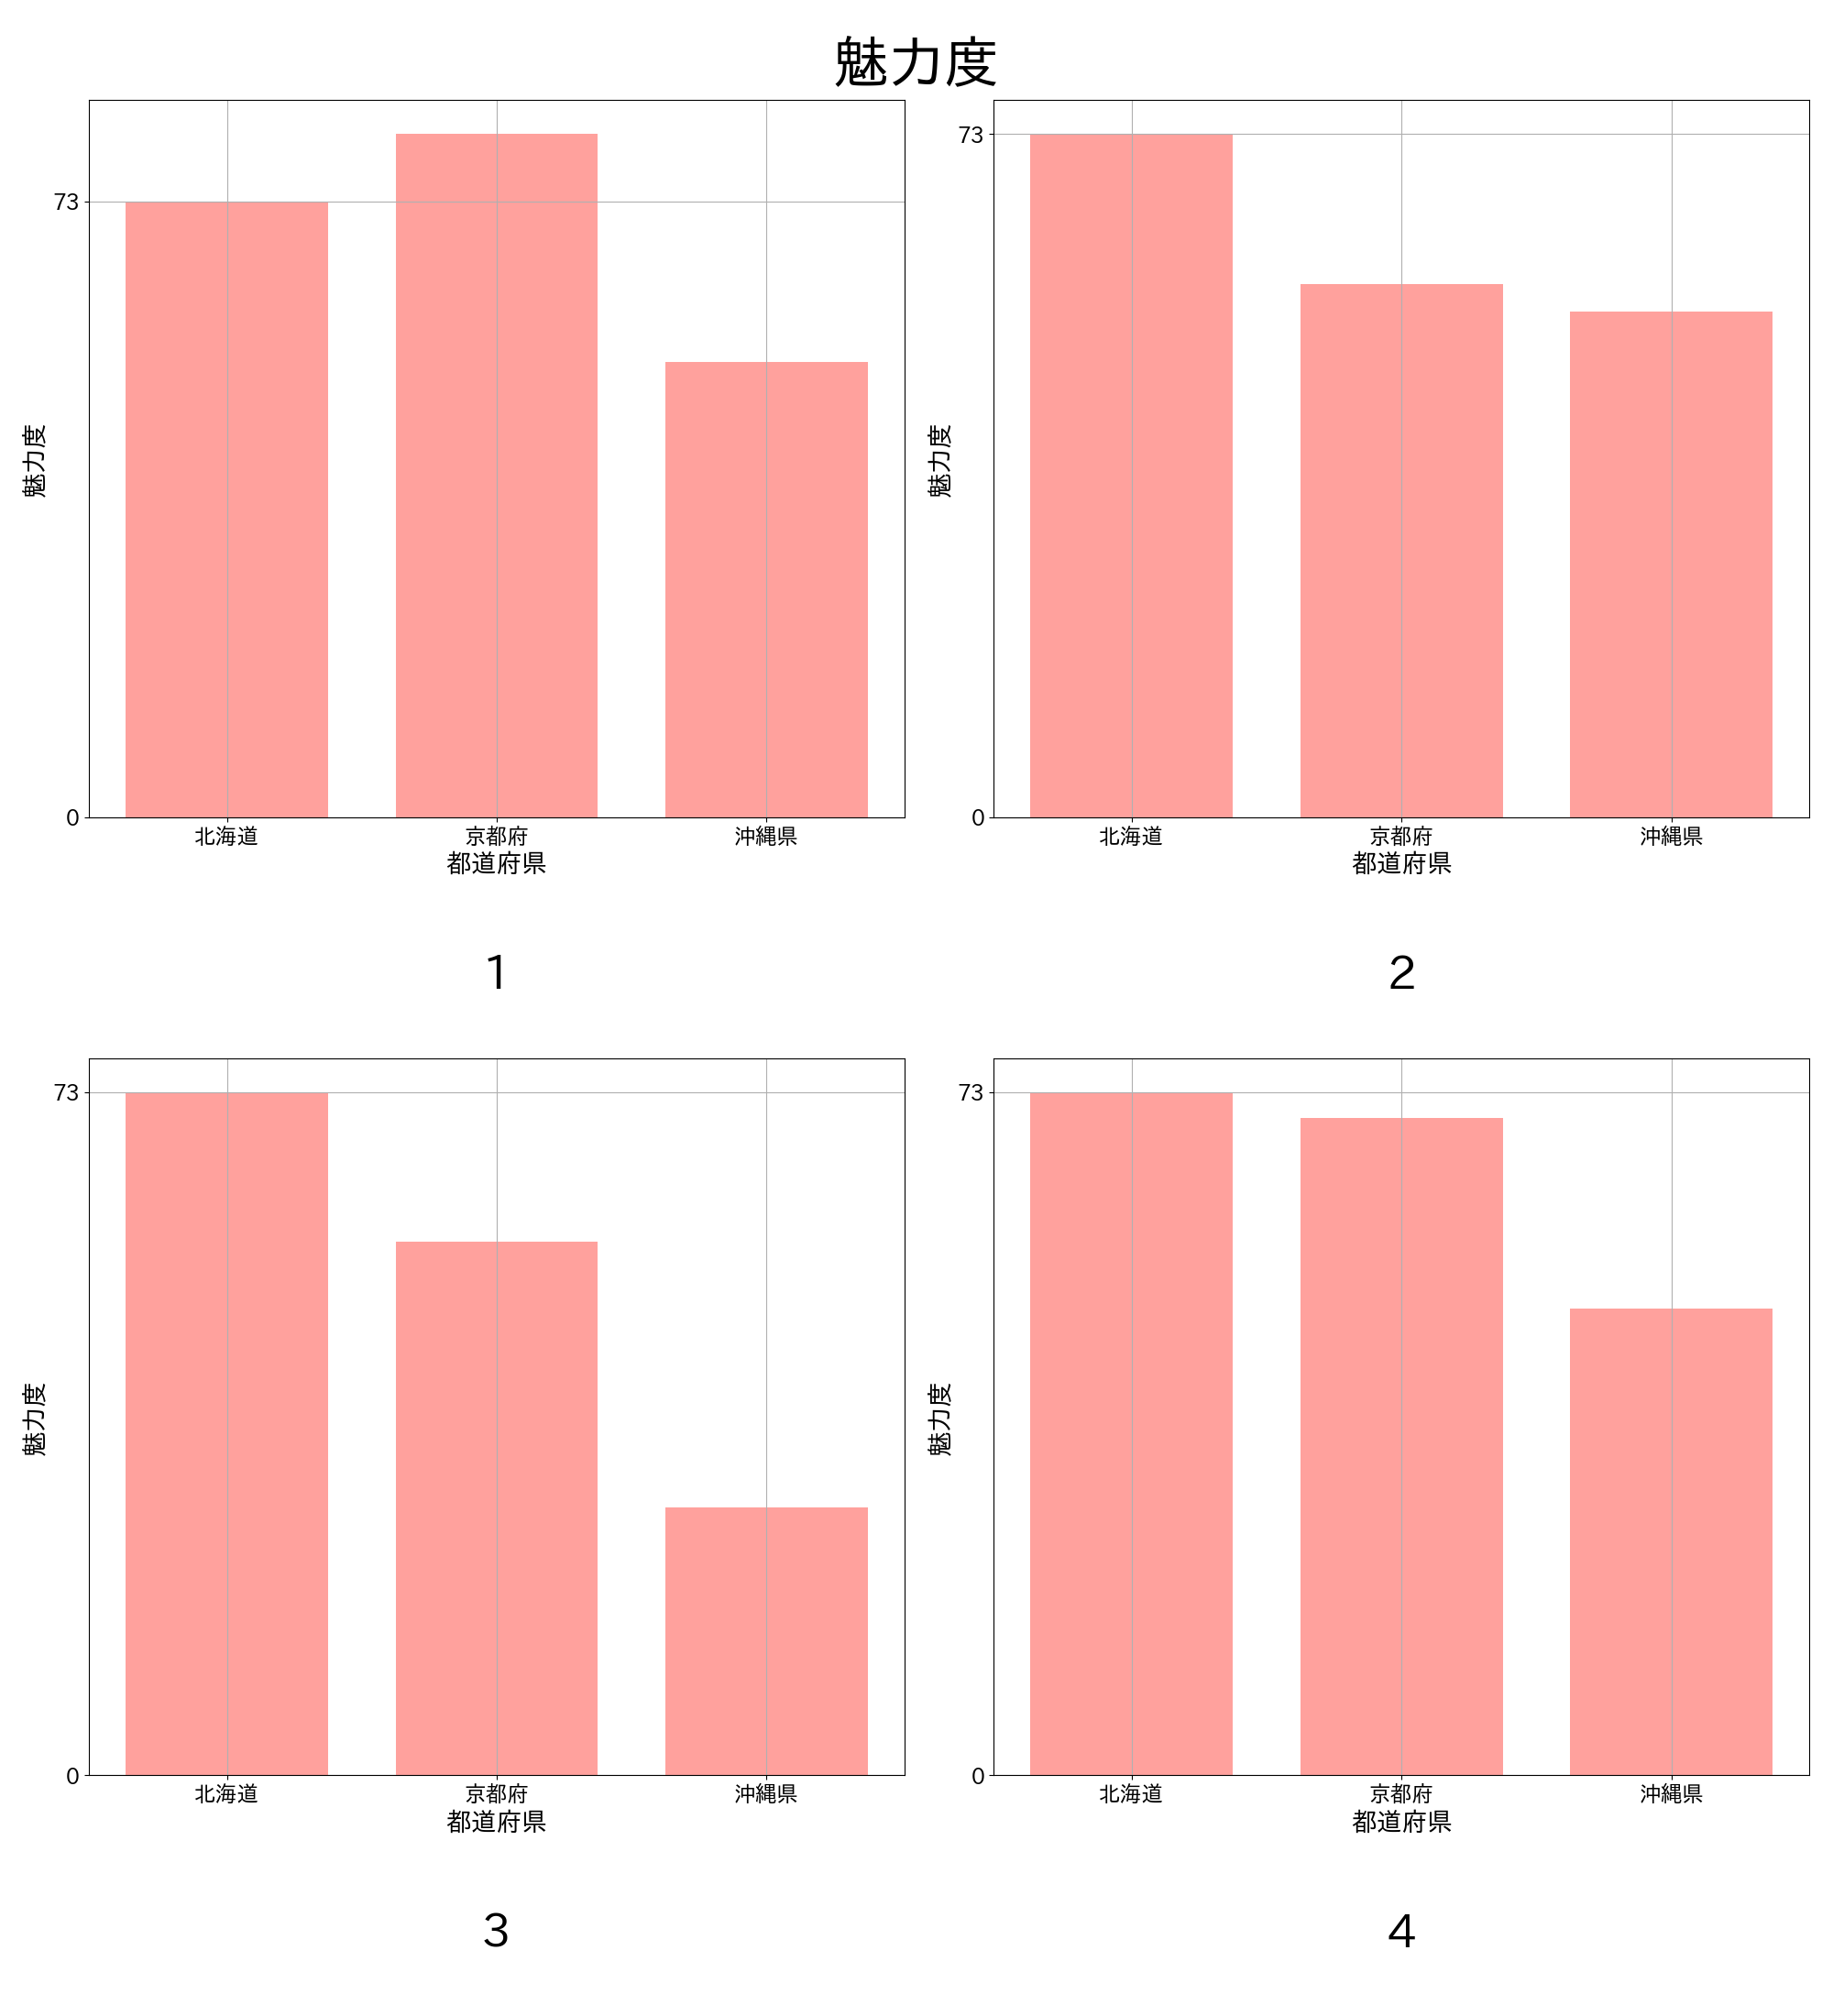 魅力度
73
0
魅力度
北海道 京都府 沖縄県
都道府県
1
73
0
魅力度
北海道 京都府 沖縄県
都道府県
2
73
0
魅力度
北海道 京都府 沖縄県
都道府県
3
73
0
魅力度
北海道 京都府 沖縄県
都道府県
4